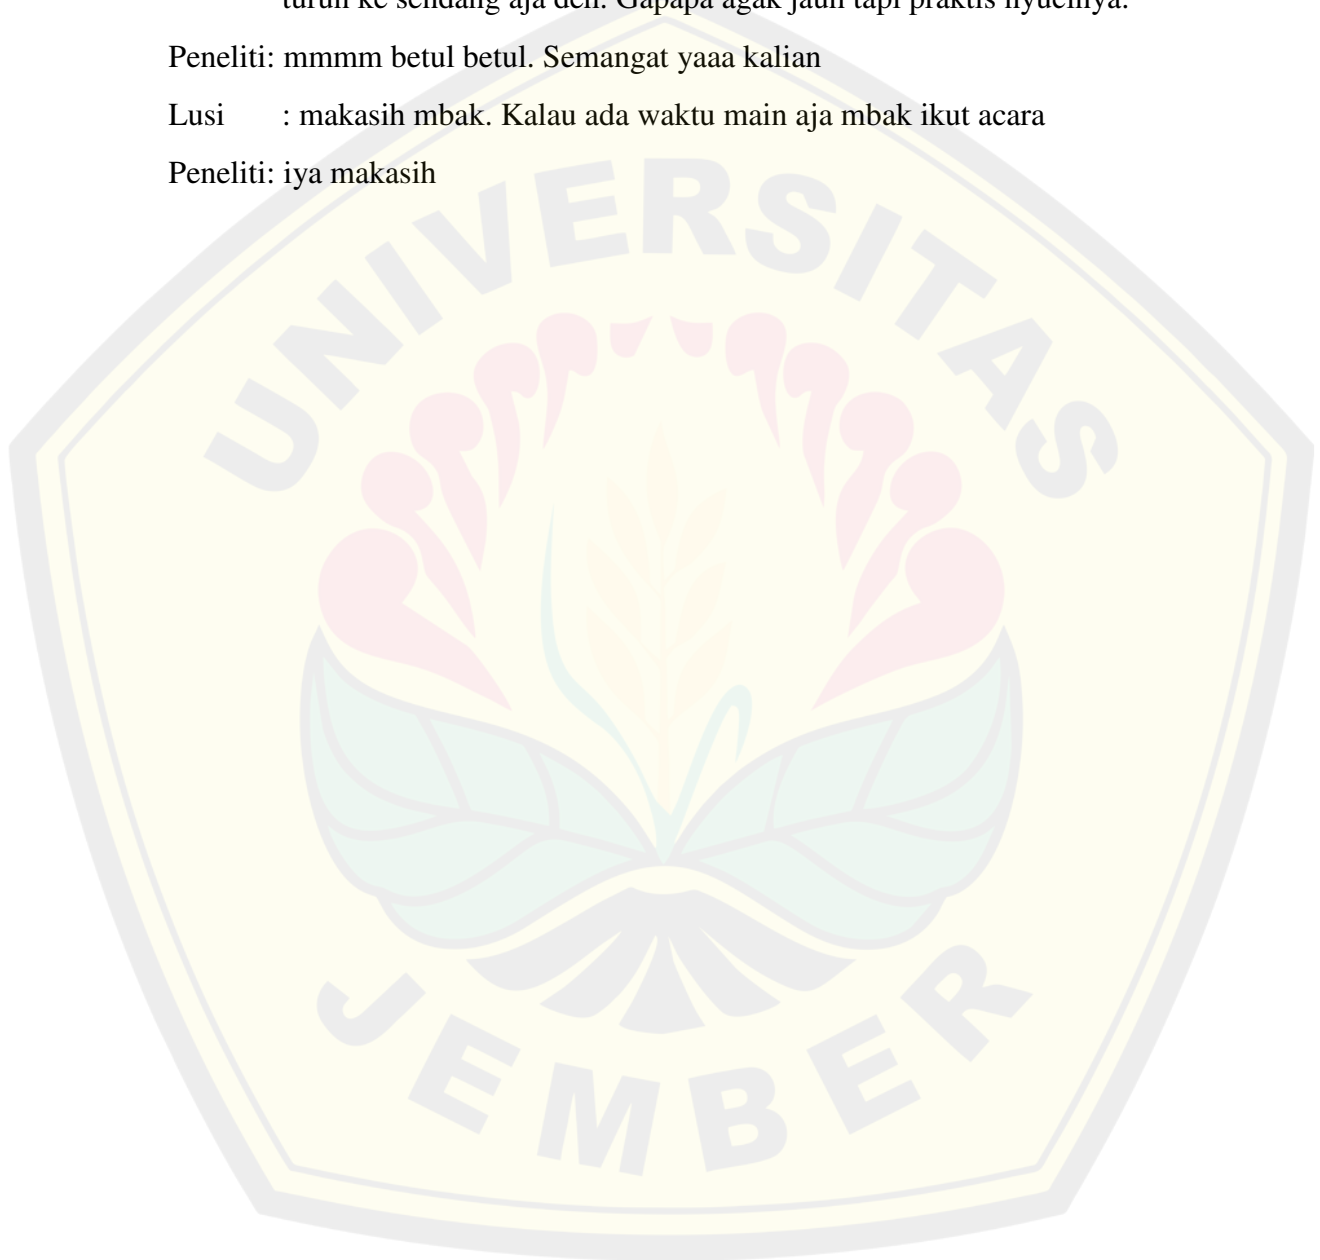 turun ke sendang aja deh. Gapapa agak jauh tapi praktis nyucinya.
Peneliti: mmmm betul betul. Semangat yaaa kalian
Lusi : makasih mbak. Kalau ada waktu main aja mbak ikut acara
Peneliti: iya makasih
UNIVERSITAS
JEMBER